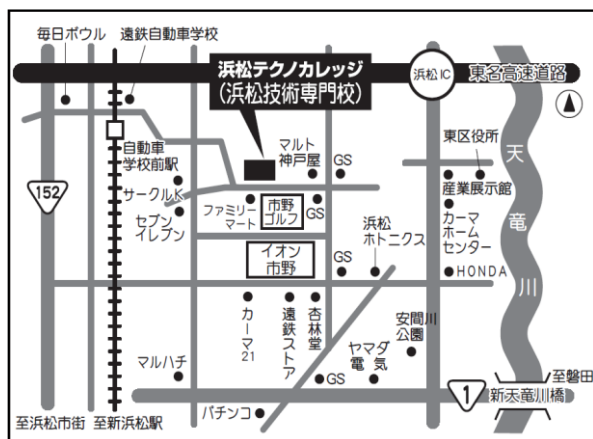 毎日ボウル
遠鉄自動車学校
浜松テクノカレッジ
(浜松技術専門校)
浜松IC
東名高速道路
自動車
学校前駅
マルト
神戸屋
GS
東区役所
産業展示館
152
サークルK
セブン
イレブン
ファミリー
マート
市野
ゴルフ
GS
カーマ
ホーム
センター
天竜川
イオン
市野
GS
浜松
ホトニクス
HONDA
カーマ21
遠鉄ストア
杏林堂
安間川
公園
マルハチ
ヤマダ
電気
GS
パチンコ
1
至磐田
新天竜川橋
至浜松市街
至新浜松駅